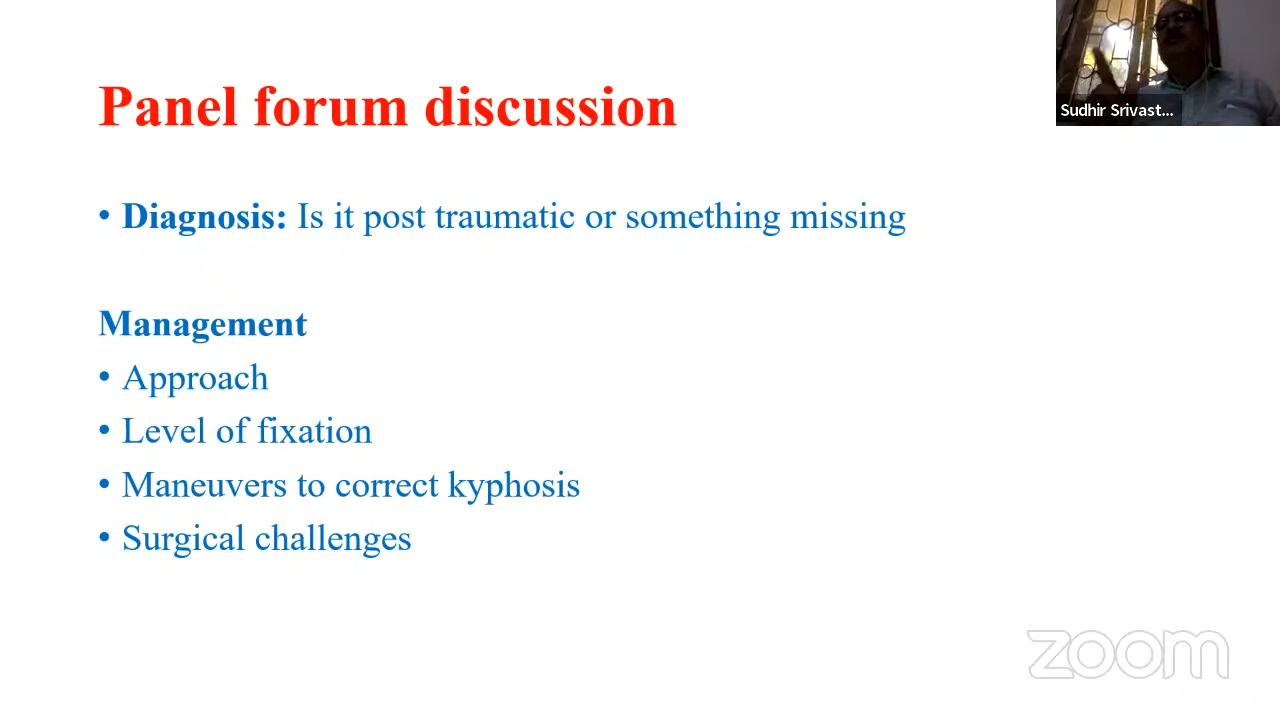 Panel forum discussion
Sudhir Srivast...
• Diagnosis: Is it post traumatic or something missing
Management
• Approach
• Level of fixation
• Maneuvers to correct kyphosis
• Surgical challenges
zoom